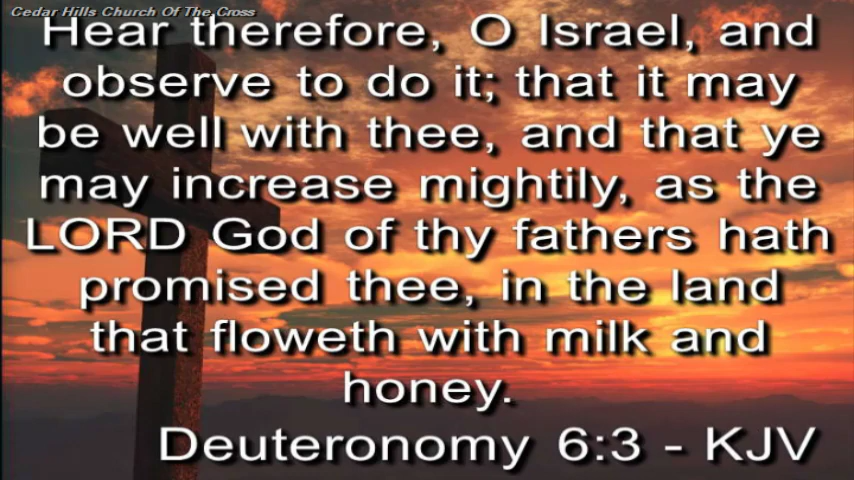 Cedar Hills Church Of The Cross
Hear therefore, O Israel, and
observe to do it; that it may
be well with thee, and that ye
may increase mightily, as the
LORD God of thy fathers hath
promised thee, in the land
that floweth with milk and
honey.
Deuteronomy 6:3 - KJV